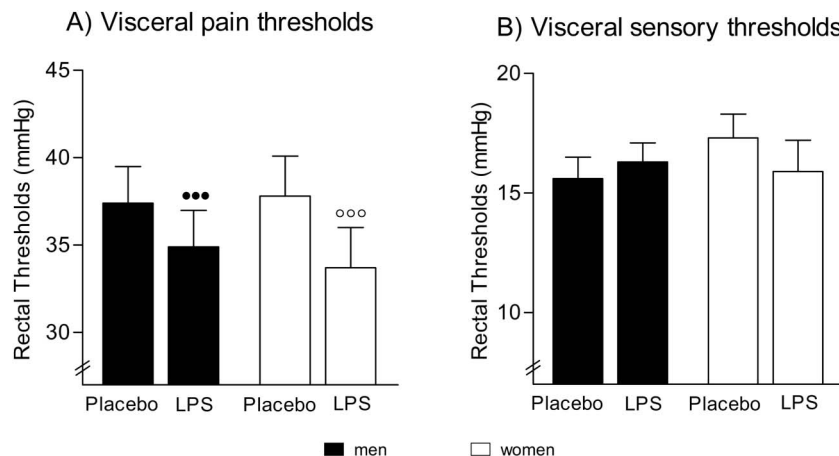 A) Visceral pain thresholds
Rectal Thresholds (mmHg)
45
40
35
30
●●●
○○○
Placebo LPS Placebo LPS
B) Visceral sensory thresholds
Rectal Thresholds (mmHg)
20
15
10
Placebo LPS Placebo LPS
men women